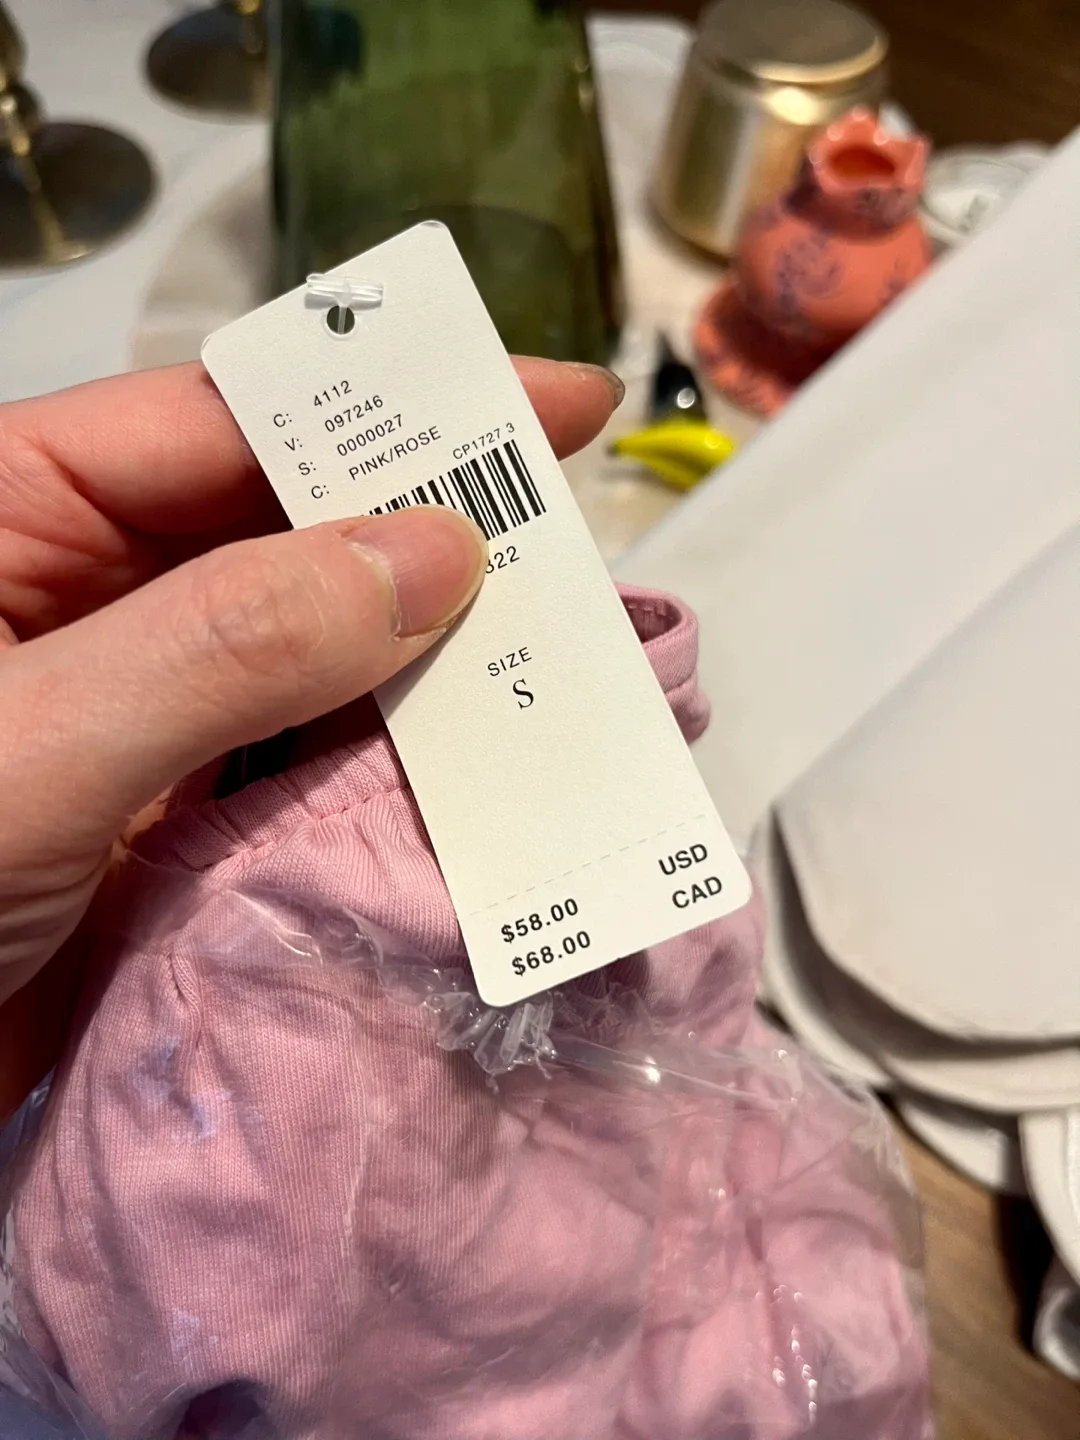 C: 4112
V: 097246
S: 0000027
C: PINK/ROSE
CP1727 3
322
SIZE
S
$58.00 USD
$68.00 CAD